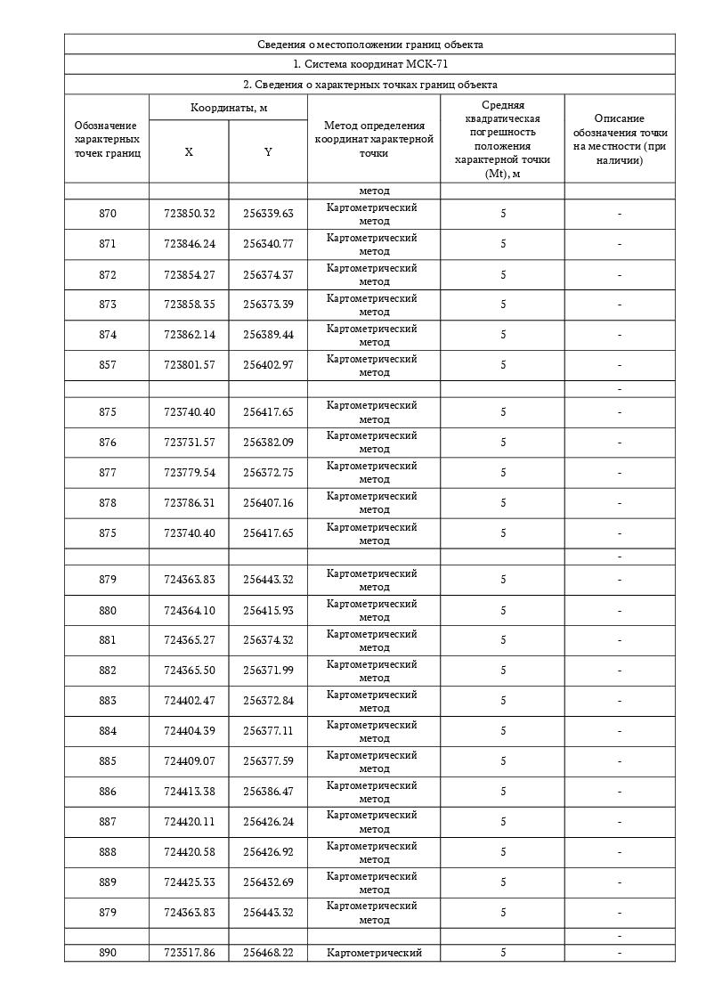 Сведения о местоположении границ объекта
1. Система координат МСК-71
2. Сведения о характерных точках границ объекта
Обозначение
характерных
точек границ
Координаты, м
X
Y
Метод определения
координат характерной
точки
Средняя
квадратическая
погрешность
положения
характерной точки
(Mt), м
Описание
обозначения точки
на местности (при
наличии)
метод
870 723850.32 256339.63 Картометрический
метод 5 -
871 723846.24 256340.77 Картометрический
метод 5 -
872 723854.27 256374.37 Картометрический
метод 5 -
873 723858.35 256373.39 Картометрический
метод 5 -
874 723862.14 256389.44 Картометрический
метод 5 -
857 723801.57 256402.97 Картометрический
метод 5 -
-
875 723740.40 256417.65 Картометрический
метод 5 -
876 723731.57 256382.09 Картометрический
метод 5 -
877 723779.54 256372.75 Картометрический
метод 5 -
878 723786.31 256407.16 Картометрический
метод 5 -
875 723740.40 256417.65 Картометрический
метод 5 -
-
879 724363.83 256443.32 Картометрический
метод 5 -
880 724364.10 256415.93 Картометрический
метод 5 -
881 724365.27 256374.32 Картометрический
метод 5 -
882 724365.50 256371.99 Картометрический
метод 5 -
883 724402.47 256372.84 Картометрический
метод 5 -
884 724404.39 256377.11 Картометрический
метод 5 -
885 724409.07 256377.59 Картометрический
метод 5 -
886 724413.38 256386.47 Картометрический
метод 5 -
887 724420.11 256426.24 Картометрический
метод 5 -
888 724420.58 256426.92 Картометрический
метод 5 -
889 724425.33 256432.69 Картометрический
метод 5 -
879 724363.83 256443.32 Картометрический
метод 5 -
-
890 723517.86 256468.22 Картометрический 5 -